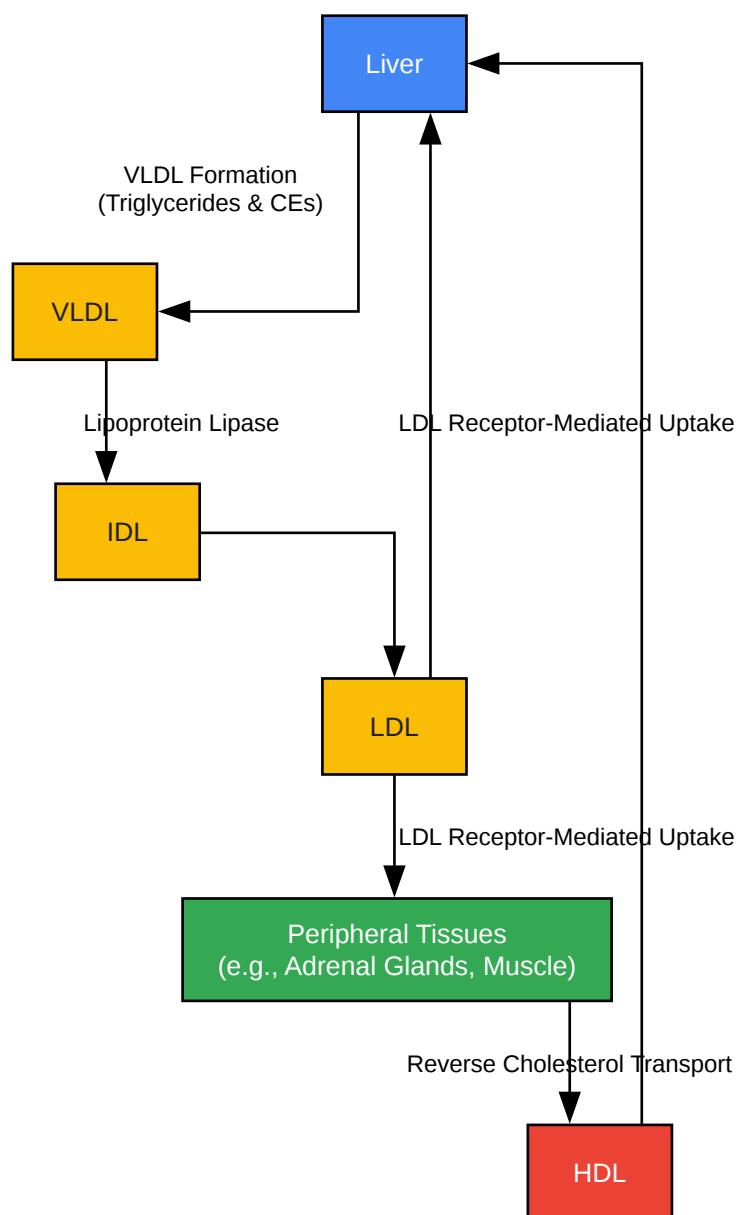 Liver
VLDL Formation
(Triglycerides & CEs)
VLDL
Lipoprotein Lipase
LDL Receptor-Mediated Uptake
IDL
LDL
LDL Receptor-Mediated Uptake
Peripheral Tissues
(e.g., Adrenal Glands, Muscle)
Reverse Cholesterol Transport
HDL